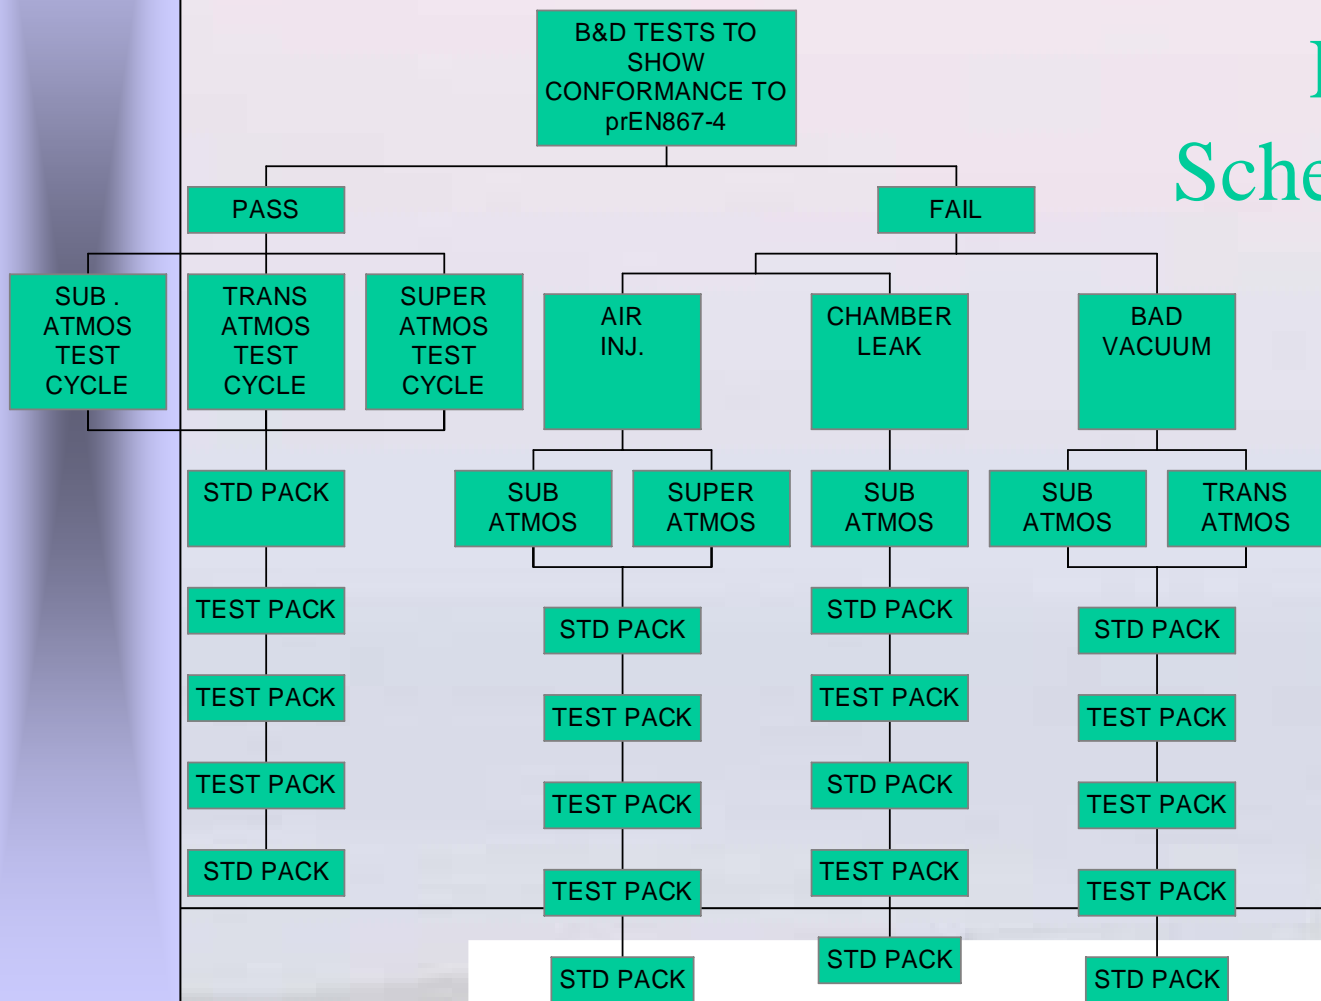 B&D TESTS TO
SHOW
CONFORMANCE TO
prEN867-4
PASS
FAIL
SUB .
ATMOS
TEST
CYCLE
TRANS
ATMOS
TEST
CYCLE
SUPER
ATMOS
TEST
CYCLE
AIR
INJ.
CHAMBER
LEAK
BAD
VACUUM
STD PACK
SUB
ATMOS
SUPER
ATMOS
SUB
ATMOS
SUB
ATMOS
TRANS
ATMOS
TEST PACK
STD PACK
STD PACK
STD PACK
TEST PACK
TEST PACK
TEST PACK
TEST PACK
TEST PACK
TEST PACK
STD PACK
TEST PACK
STD PACK
TEST PACK
TEST PACK
TEST PACK
STD PACK
STD PACK
STD PACK